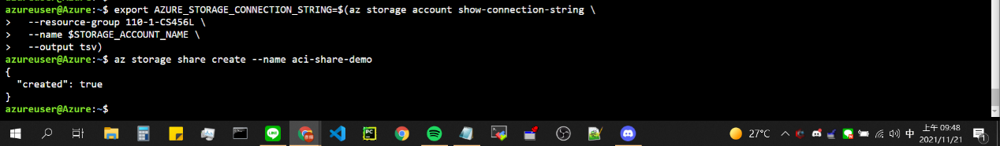 azureuser@Azure:~$ export AZURE_STORAGE_CONNECTION_STRING=$(az storage account show-connection-string \
>   --resource-group 110-1-CS456L \
>   --name $STORAGE_ACCOUNT_NAME \
>   --output tsv)
azureuser@Azure:~$ az storage share create --name aci-share-demo
{
  "created": true
}
azureuser@Azure:~$
27°C 中 上午 09:48
2021/11/21